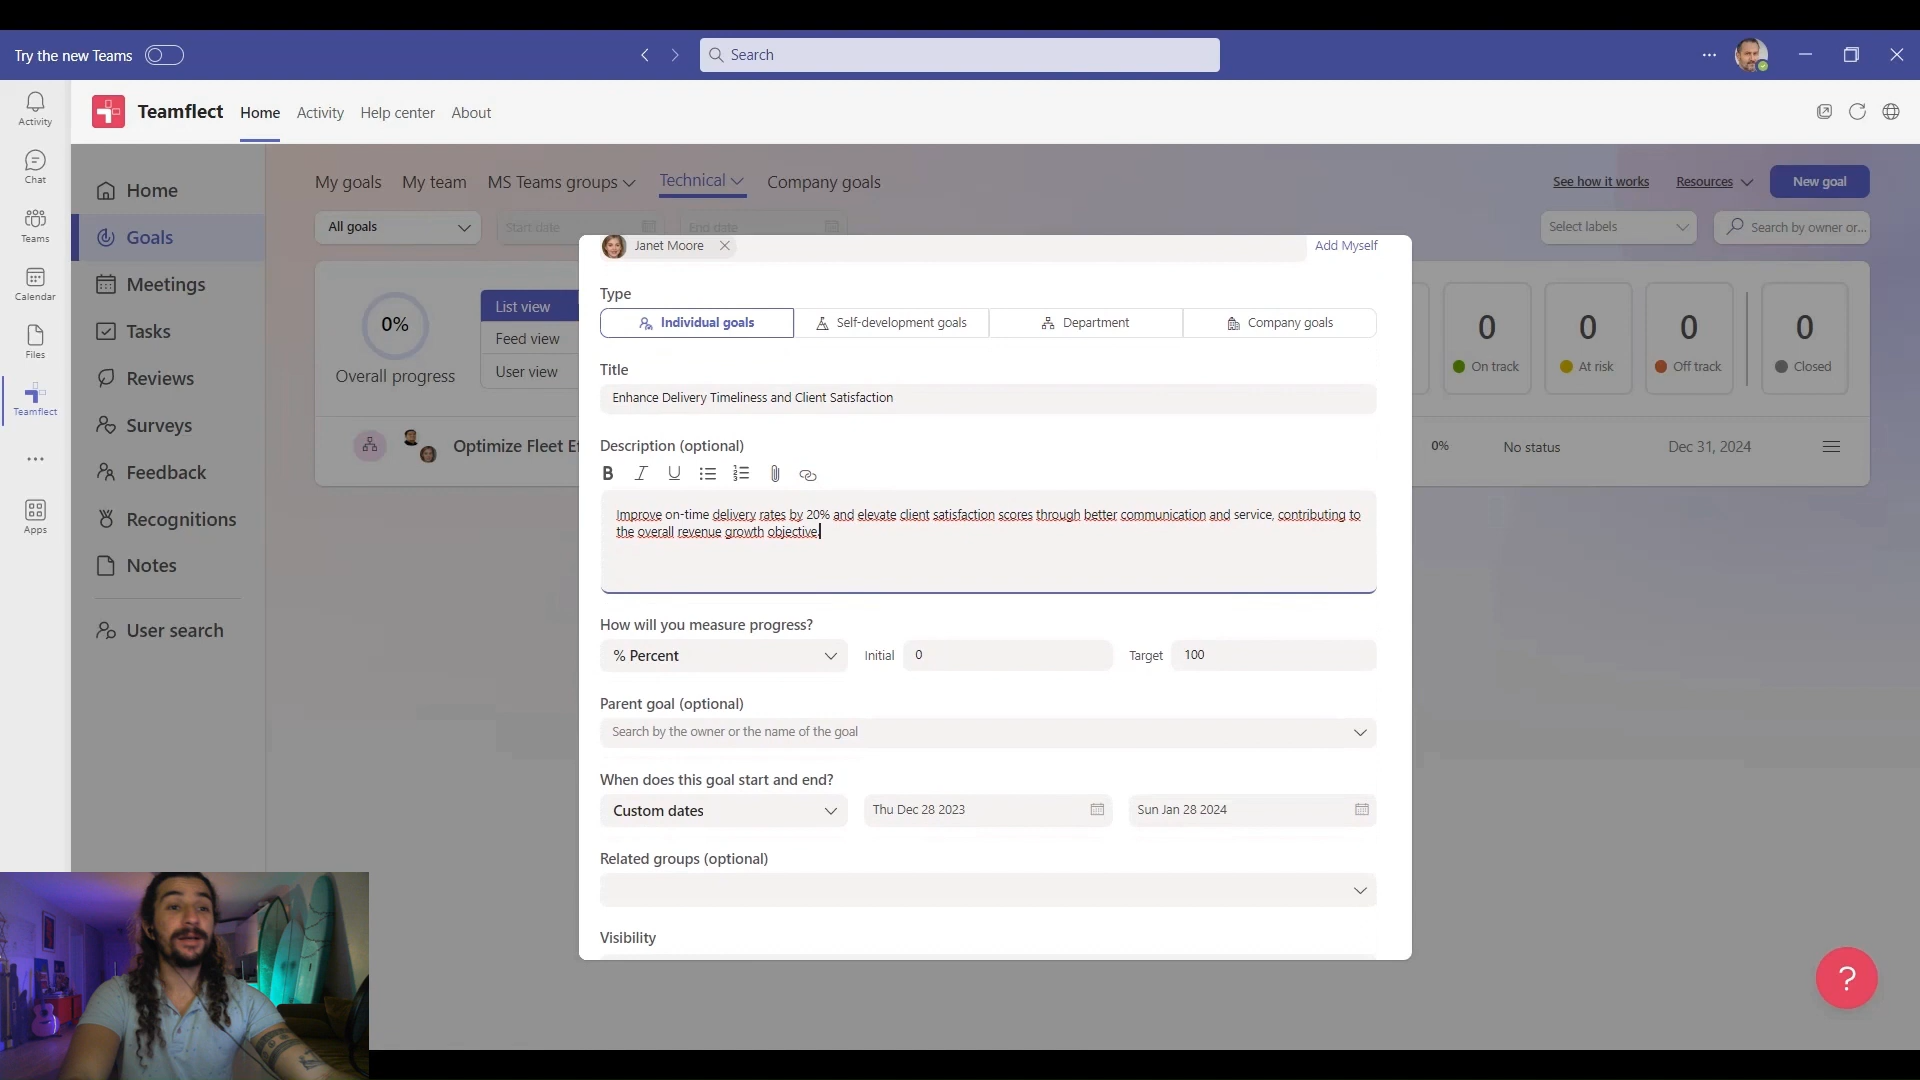 Try the new Teams
Search
Activity
Chat
Teams
Calendar
Files
Teamflect
Apps
Teamflect
Home
Activity
Help center
About
Home
Goals
Meetings
Tasks
Reviews
Surveys
Feedback
Recognitions
Notes
User search
My goals
My team
MS Teams groups
Technical
Company goals
See how it works
Resources
New goal
All goals
Start date
End date
Select labels
Search by owner or...
0%
Overall progress
List view
Feed view
User view
0
On track
0
At risk
0
Off track
0
Closed
Optimize Fleet Ef
0%
No status
Dec 31, 2024
Janet Moore
Add Myself
Type
Individual goals
Self-development goals
Department
Company goals
Title
Enhance Delivery Timeliness and Client Satisfaction
Description (optional)
B I U
Improve on-time delivery rates by 20% and elevate client satisfaction scores through better communication and service, contributing to
the overall revenue growth objective.
How will you measure progress?
% Percent
Initial
0
Target
100
Parent goal (optional)
Search by the owner or the name of the goal
When does this goal start and end?
Custom dates
Thu Dec 28 2023
Sun Jan 28 2024
Related groups (optional)
Visibility
?